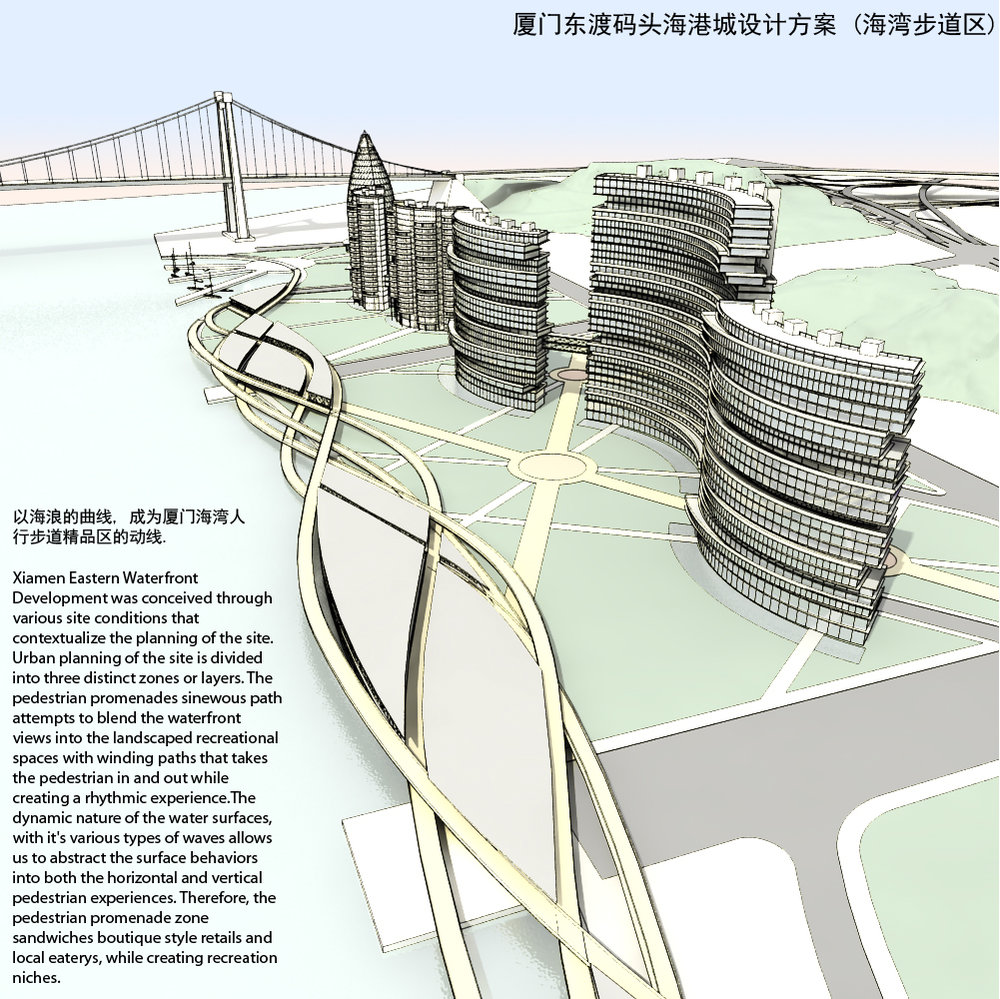 厦门东渡码头海港城设计方案 (海湾步道区)
以海浪的曲线, 成为厦门海湾人
行步道精品区的动线.
Xiamen Eastern Waterfront
Development was conceived through
various site conditions that
contextualize the planning of the site.
Urban planning of the site is divided
into three distinct zones or layers. The
pedestrian promenades sinewous path
attempts to blend the waterfront
views into the landscaped recreational
spaces with winding paths that takes
the pedestrian in and out while
creating a rhythmic experience.The
dynamic nature of the water surfaces,
with it's various types of waves allows
us to abstract the surface behaviors
into both the horizontal and vertical
pedestrian experiences. Therefore, the
pedestrian promenade zone
sandwiches boutique style retails and
local eaterys, while creating recreation
niches.